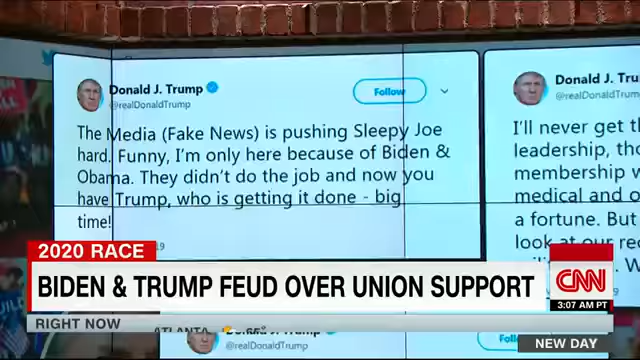 Donald J. Trump
@realDonaldTrump
Follow
The Media (Fake News) is pushing Sleepy Joe
hard. Funny, I'm only here because of Biden &
Obama. They didn't do the job and now you
have Trump, who is getting it done - big
time!
Donald J. Tru
@realDonaldTrum
I'll never get th
leadership, tho
membership w
medical and o
a fortune. But
look at our re
2020 RACE
BIDEN & TRUMP FEUD OVER UNION SUPPORT
CNN
3:07 AM PT
RIGHT NOW
NEW DAY
J. Trump
@realDonaldTrump